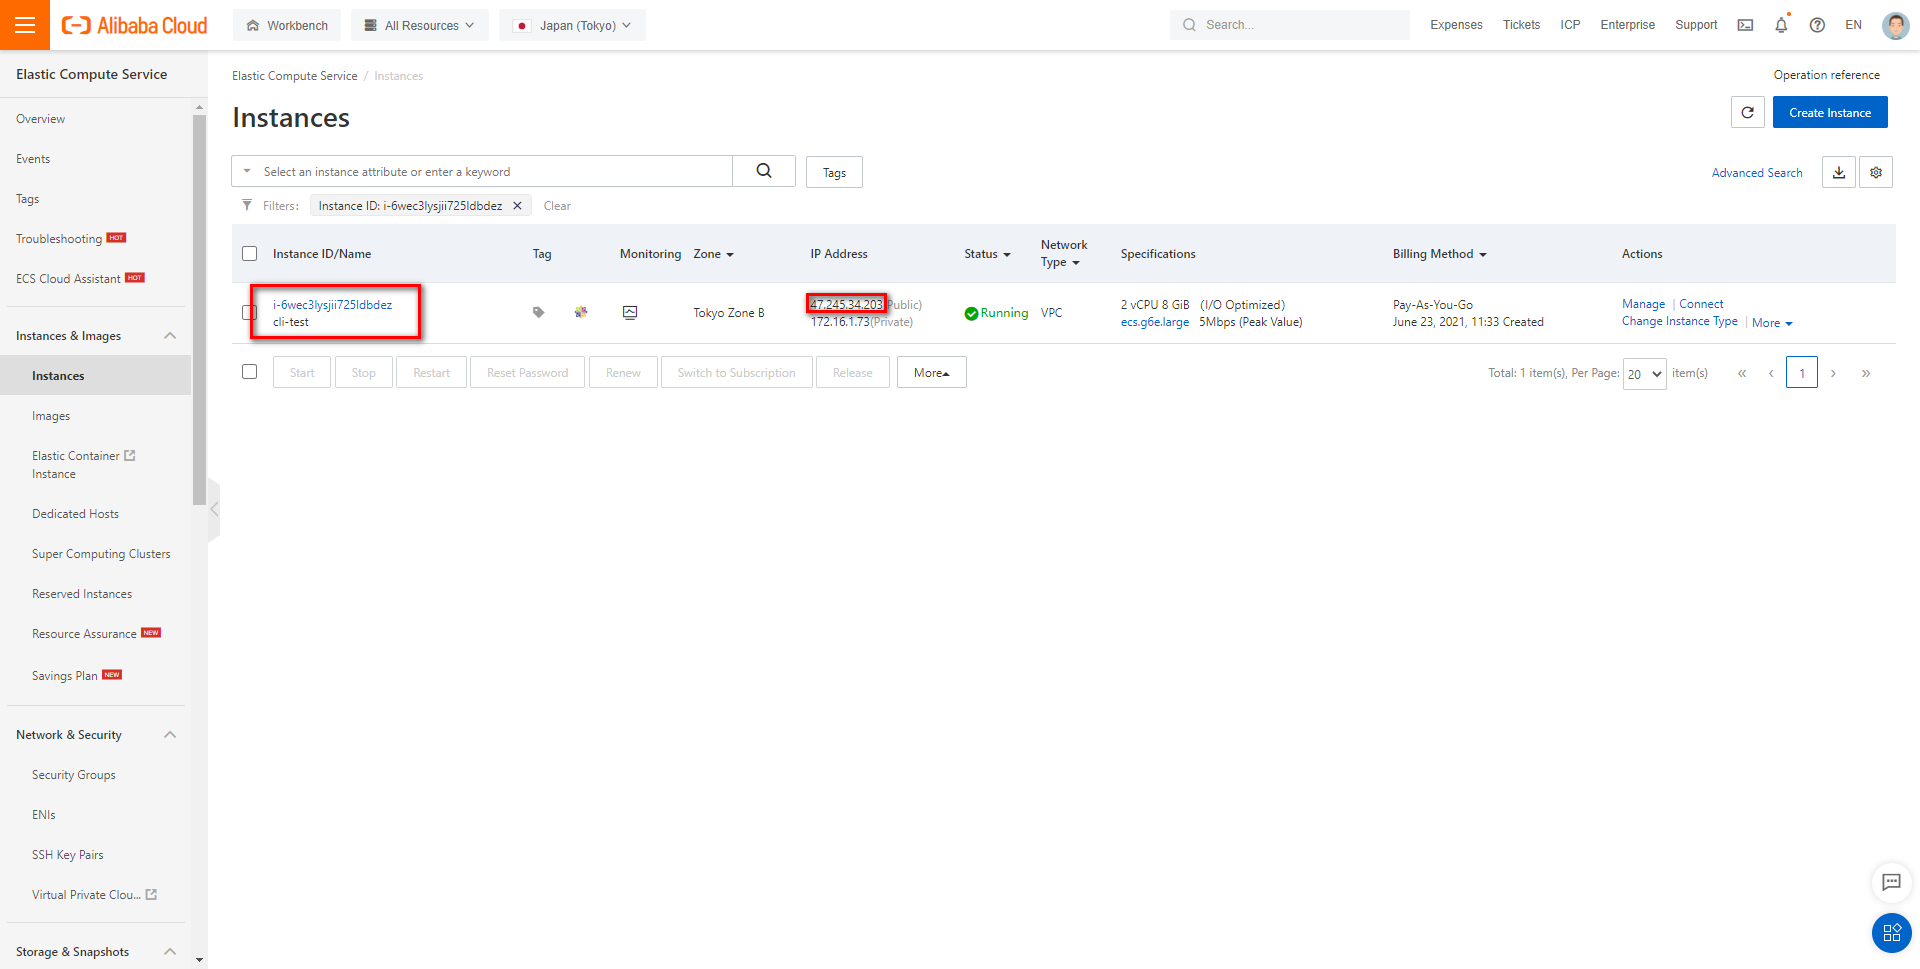 Alibaba Cloud
Workbench
All Resources
Japan (Tokyo)
Search...
Expenses
Tickets
ICP
Enterprise
Support
EN
Elastic Compute Service
Overview
Events
Tags
Troubleshooting HOT
ECS Cloud Assistant HOT
Instances & Images
Instances
Images
Elastic Container
Instance
Dedicated Hosts
Super Computing Clusters
Reserved Instances
Resource Assurance NEW
Savings Plan NEW
Network & Security
Security Groups
ENIs
SSH Key Pairs
Virtual Private Clou...
Storage & Snapshots
Elastic Compute Service / Instances
Operation reference
Instances
Create Instance
Select an instance attribute or enter a keyword
Tags
Advanced Search
Filters: Instance ID: i-6wec3lysjii725ldbdez Clear
Instance ID/Name
Tag
Monitoring
Zone
IP Address
Status
Network
Type
Specifications
Billing Method
Actions
i-6wec3lysjii725ldbdez
cli-test
Tokyo Zone B
47.245.34.203(Public)
172.16.1.73(Private)
Running
VPC
2 vCPU 8 GiB (I/O Optimized)
ecs.g6e.large 5Mbps (Peak Value)
Pay-As-You-Go
June 23, 2021, 11:33 Created
Manage | Connect
Change Instance Type | More
Start
Stop
Restart
Reset Password
Renew
Switch to Subscription
Release
More
Total: 1 item(s), Per Page: 20 item(s)
« ‹ 1 › »